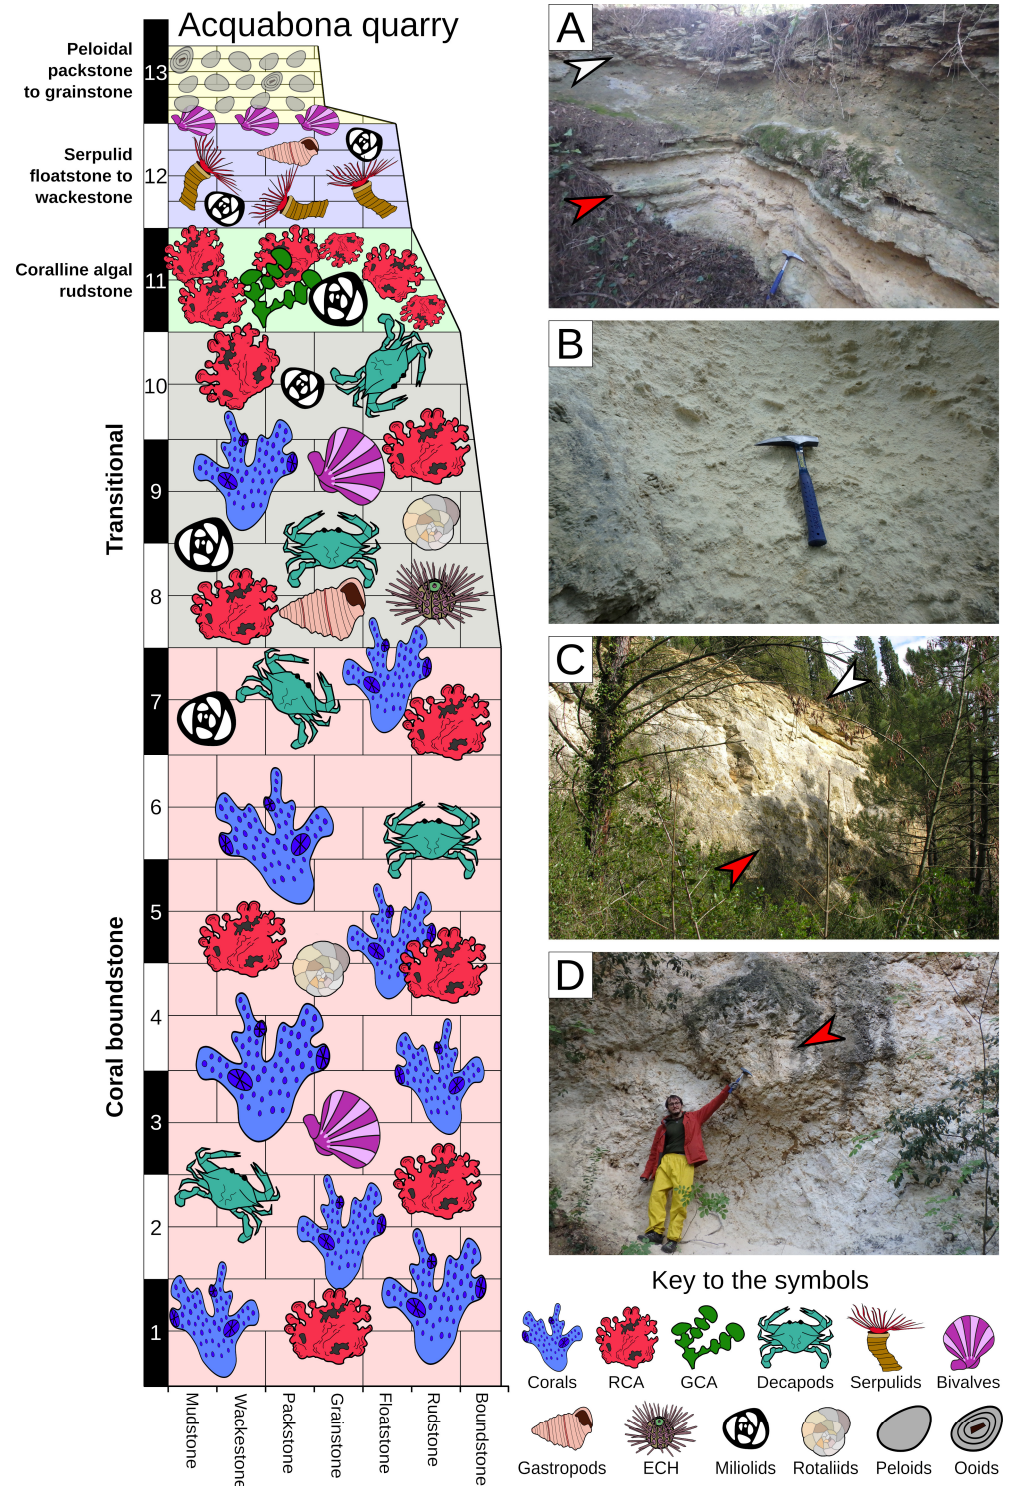 Acquabona quarry
Peloidal
packstone
to grainstone
Serpulid
floatstone to
wackestone
Coralline algal
rudstone
Transitional
Coral boundstone
13
12
11
10
9
8
7
6
5
4
3
2
1
Mudstone
Wackestone
Packstone
Grainstone
Floatstone
Rudstone
Boundstone
A
B
C
D
Key to the symbols
Corals
RCA
GCA
Decapods
Serpulids
Bivalves
Gastropods
ECH
Miliolids
Rotaliids
Peloids
Ooids